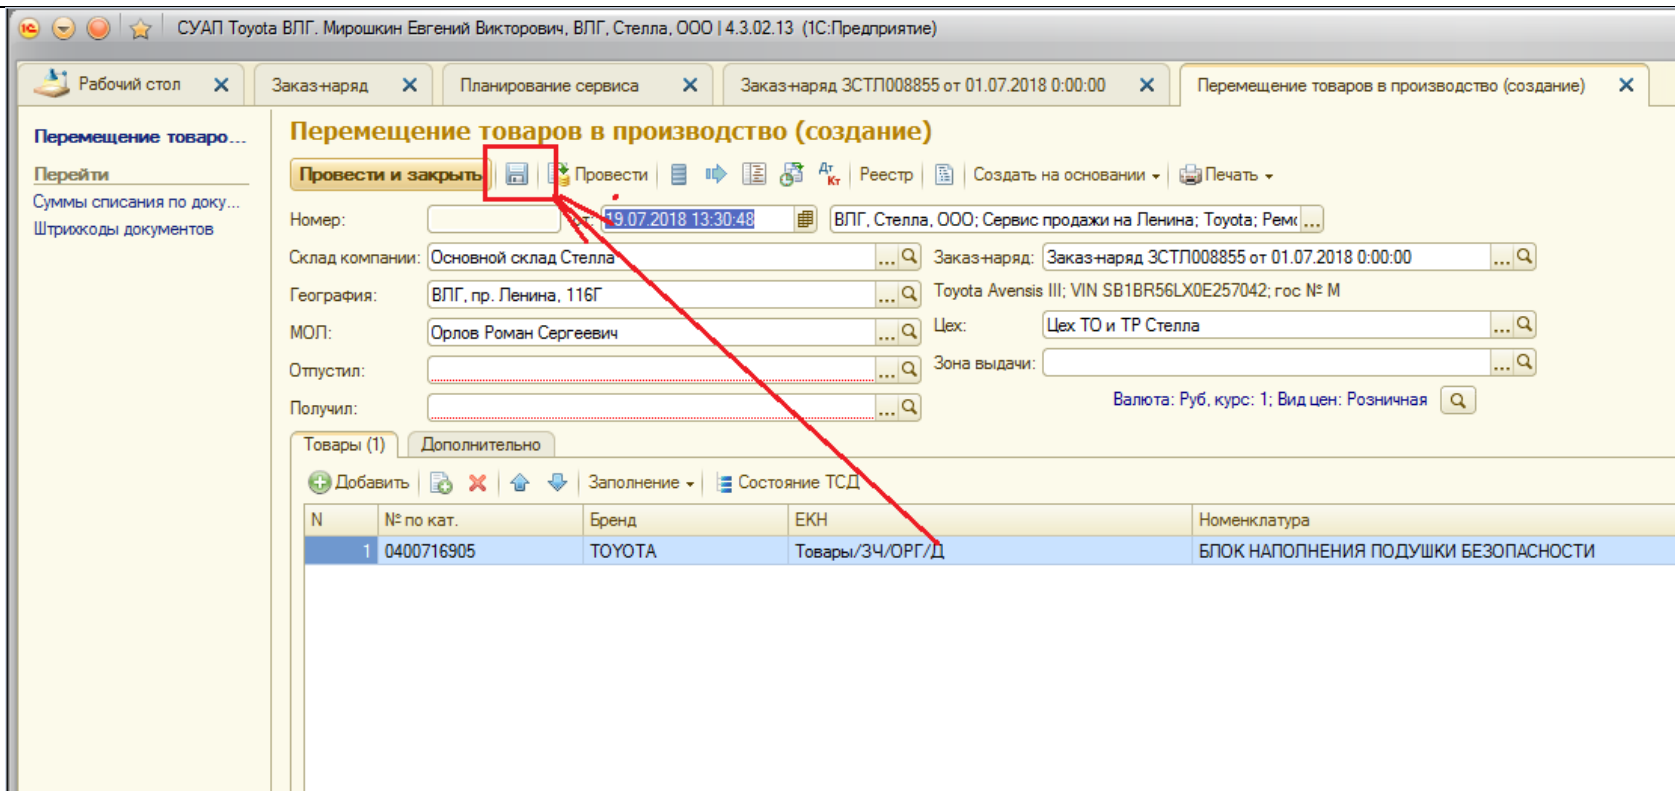 СУАП Toyota ВЛГ. Мирошкин Евгений Викторович, ВЛГ, Стелла, ООО | 4.3.02.13 (1С:Предприятие)
Рабочий стол Заказ-наряд Планирование сервиса Заказ-наряд ЗСТЛ008855 от 01.07.2018 0:00:00 Перемещение товаров в производство (создание)
Перемещение товаро...
Перейти
Суммы списания по доку...
Штрихкоды документов
Перемещение товаров в производство (создание)
Провести и закрыть Провести Дт Кт Реестр Создать на основании Печать
Номер: от: 19.07.2018 13:30:48 ВЛГ, Стелла, ООО; Сервис продажи на Ленина; Toyota; Ремо ...
Склад компании: Основной склад Стелла ... Заказ-наряд: Заказ-наряд ЗСТЛ008855 от 01.07.2018 0:00:00 ...
География: ВЛГ, пр. Ленина, 116Г ... Toyota Avensis III; VIN SB1BR56LX0E257042; гос № М
МОЛ: Орлов Роман Сергеевич ... Цех: Цех ТО и ТР Стелла ...
Отпустил: ... Зона выдачи: ...
Получил: ... Валюта: Руб, курс: 1; Вид цен: Розничная
Товары (1) Дополнительно
Добавить Заполнение Состояние ТСД
N № по кат. Бренд ЕКН Номенклатура
1 0400716905 TOYOTA Товары/ЗЧ/ОРГ/Д БЛОК НАПОЛНЕНИЯ ПОДУШКИ БЕЗОПАСНОСТИ